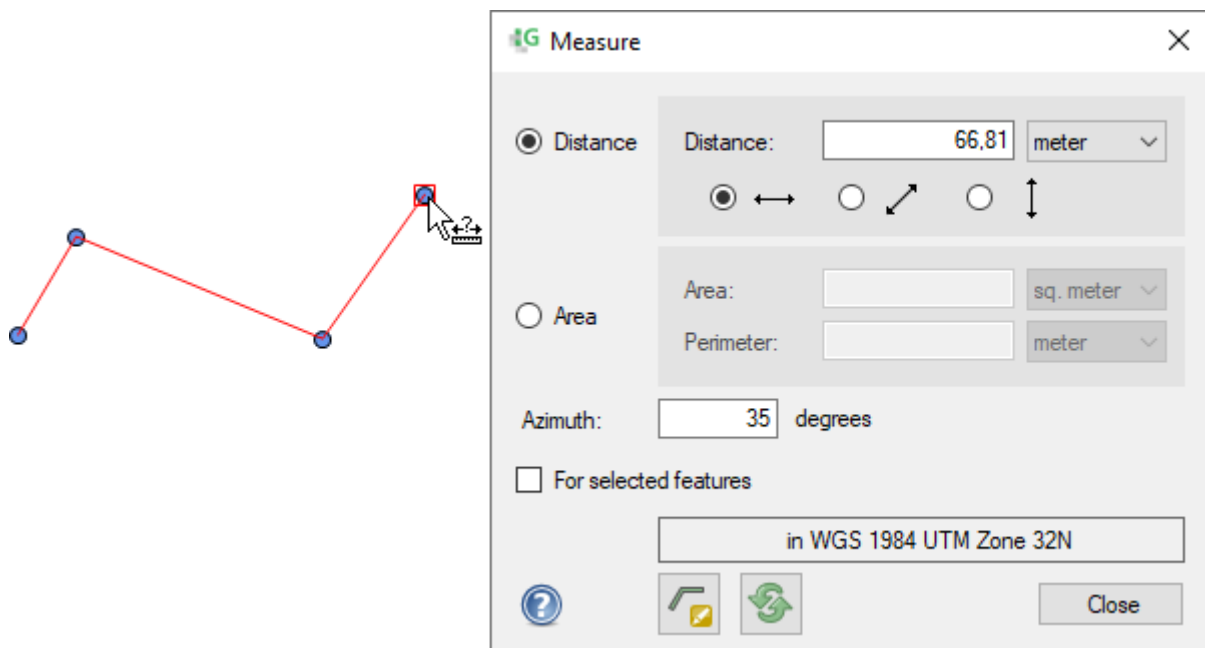 Measure
Distance
Distance: 66,81 meter
Area
Area: sq. meter
Perimeter: meter
Azimuth: 35 degrees
For selected features
in WGS 1984 UTM Zone 32N
Close